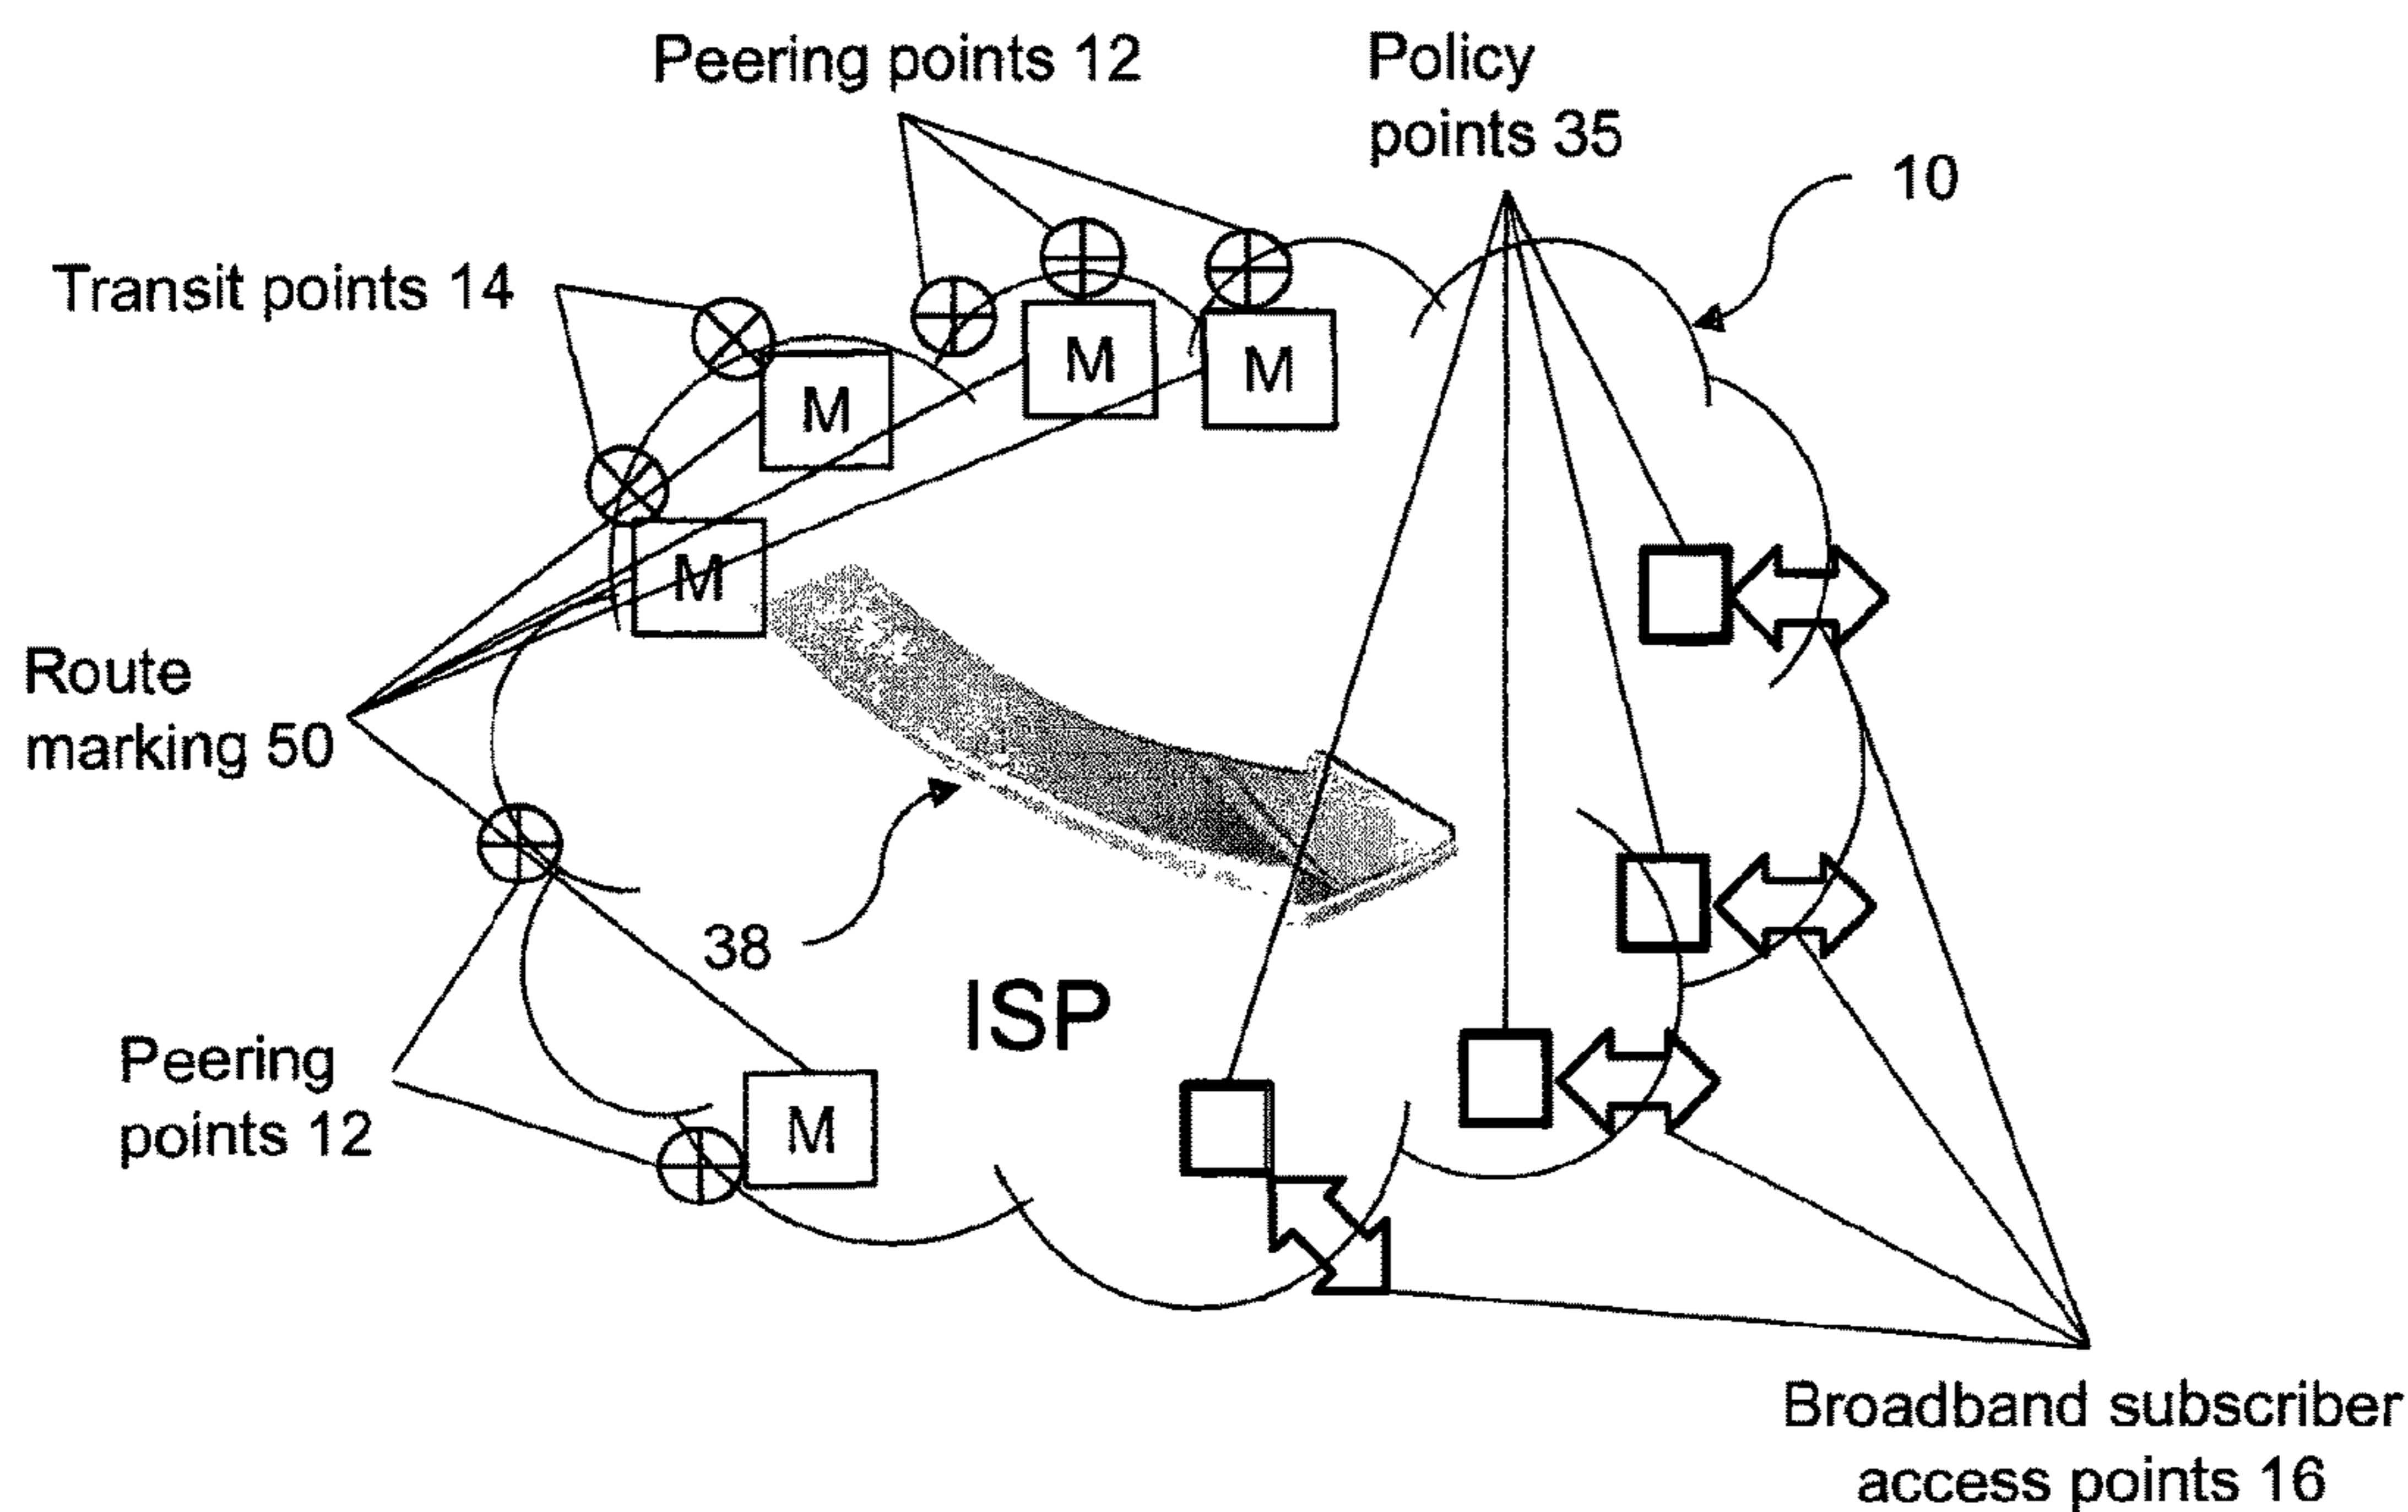 Peering points 12
Policy
points 35
10
Transit points 14
M
M
M
M
Route
marking 50
38
ISP
Peering
points 12
M
Broadband subscriber
access points 16